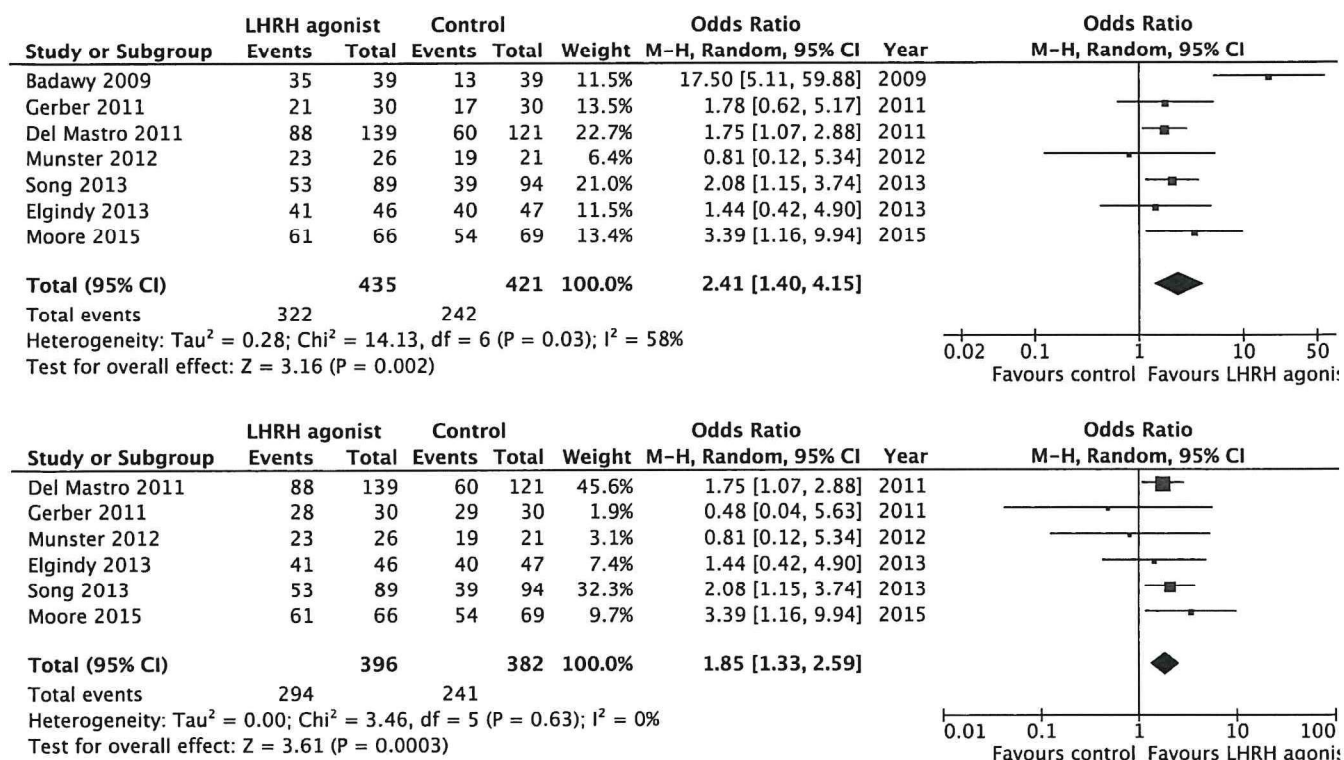 LHRH agonist Control Odds Ratio Odds Ratio
Study or Subgroup Events Total Events Total Weight M-H, Random, 95% CI Year M-H, Random, 95% CI
Badawy 2009 35 39 13 39 11.5% 17.50 [5.11, 59.88] 2009
Gerber 2011 21 30 17 30 13.5% 1.78 [0.62, 5.17] 2011
Del Mastro 2011 88 139 60 121 22.7% 1.75 [1.07, 2.88] 2011
Munster 2012 23 26 19 21 6.4% 0.81 [0.12, 5.34] 2012
Song 2013 53 89 39 94 21.0% 2.08 [1.15, 3.74] 2013
Elgindy 2013 41 46 40 47 11.5% 1.44 [0.42, 4.90] 2013
Moore 2015 61 66 54 69 13.4% 3.39 [1.16, 9.94] 2015
Total (95% CI) 435 421 100.0% 2.41 [1.40, 4.15]
Total events 322 242
Heterogeneity: Tau² = 0.28; Chi² = 14.13, df = 6 (P = 0.03); I² = 58%
Test for overall effect: Z = 3.16 (P = 0.002)
0.02 0.1 1 10 50
Favours control Favours LHRH agonis
LHRH agonist Control Odds Ratio Odds Ratio
Study or Subgroup Events Total Events Total Weight M-H, Random, 95% CI Year M-H, Random, 95% CI
Del Mastro 2011 88 139 60 121 45.6% 1.75 [1.07, 2.88] 2011
Gerber 2011 28 30 29 30 1.9% 0.48 [0.04, 5.63] 2011
Munster 2012 23 26 19 21 3.1% 0.81 [0.12, 5.34] 2012
Elgindy 2013 41 46 40 47 7.4% 1.44 [0.42, 4.90] 2013
Song 2013 53 89 39 94 32.3% 2.08 [1.15, 3.74] 2013
Moore 2015 61 66 54 69 9.7% 3.39 [1.16, 9.94] 2015
Total (95% CI) 396 382 100.0% 1.85 [1.33, 2.59]
Total events 294 241
Heterogeneity: Tau² = 0.00; Chi² = 3.46, df = 5 (P = 0.63); I² = 0%
Test for overall effect: Z = 3.61 (P = 0.0003)
0.01 0.1 1 10 100
Favours control Favours LHRH agonis